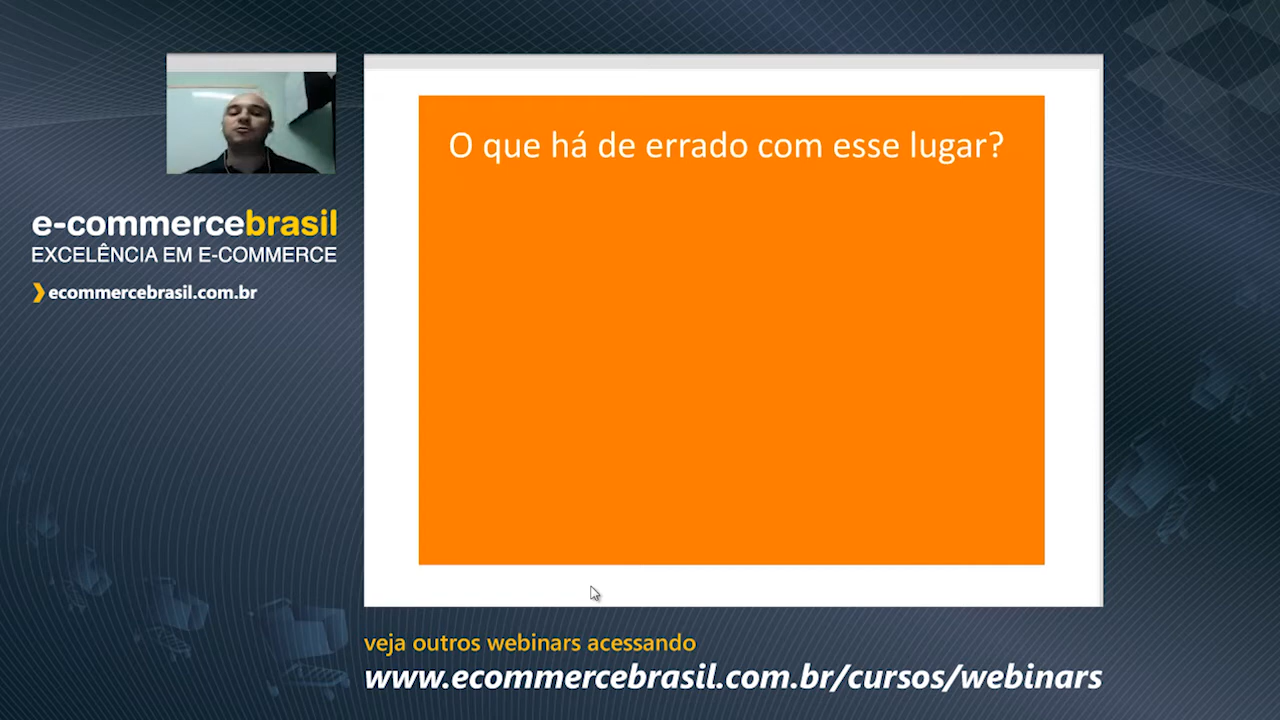 O que há de errado com esse lugar?
e-commercebrasil
EXCELÊNCIA EM E-COMMERCE
ecommercebrasil.com.br
veja outros webinars acessando
www.ecommercebrasil.com.br/cursos/webinars